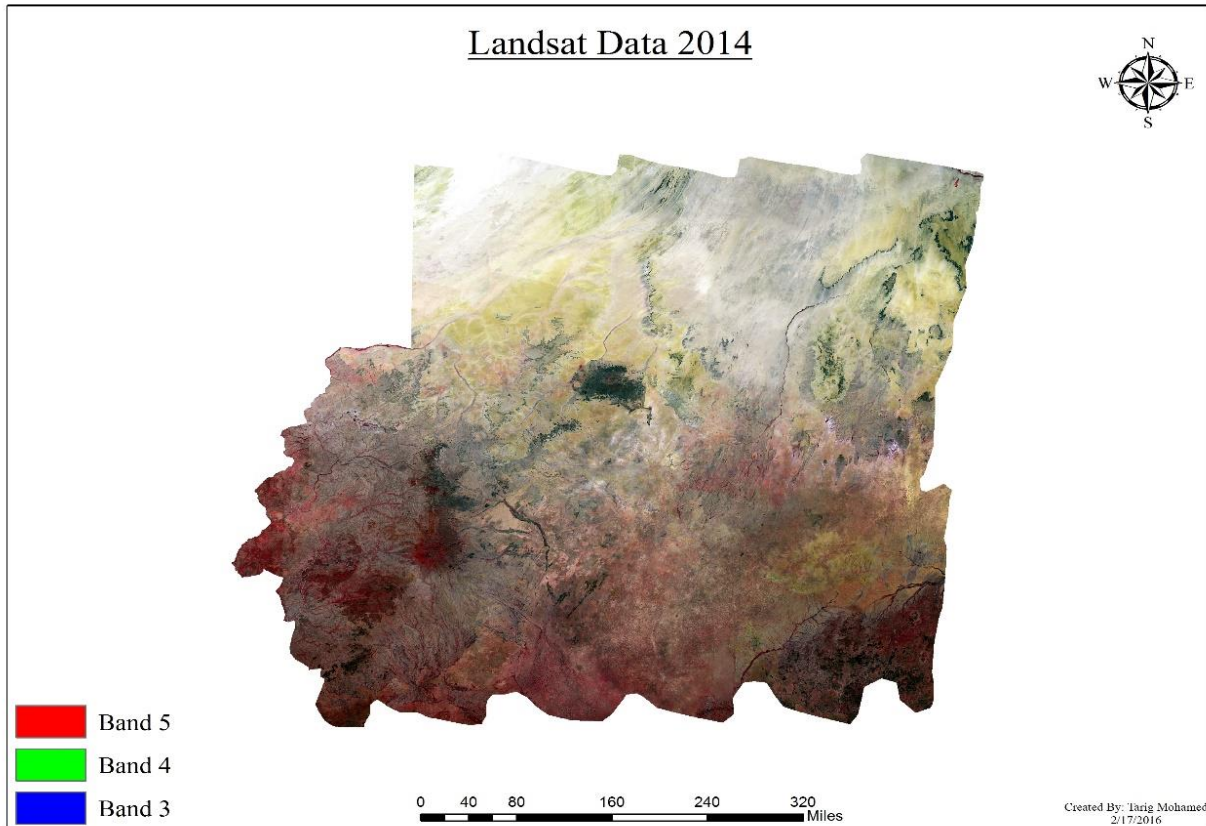 Landsat Data 2014
N
W E
S
Band 5
Band 4
Band 3
0 40 80 160 240 320
Miles
Created By: Tarig Mohamed
2/17/2016